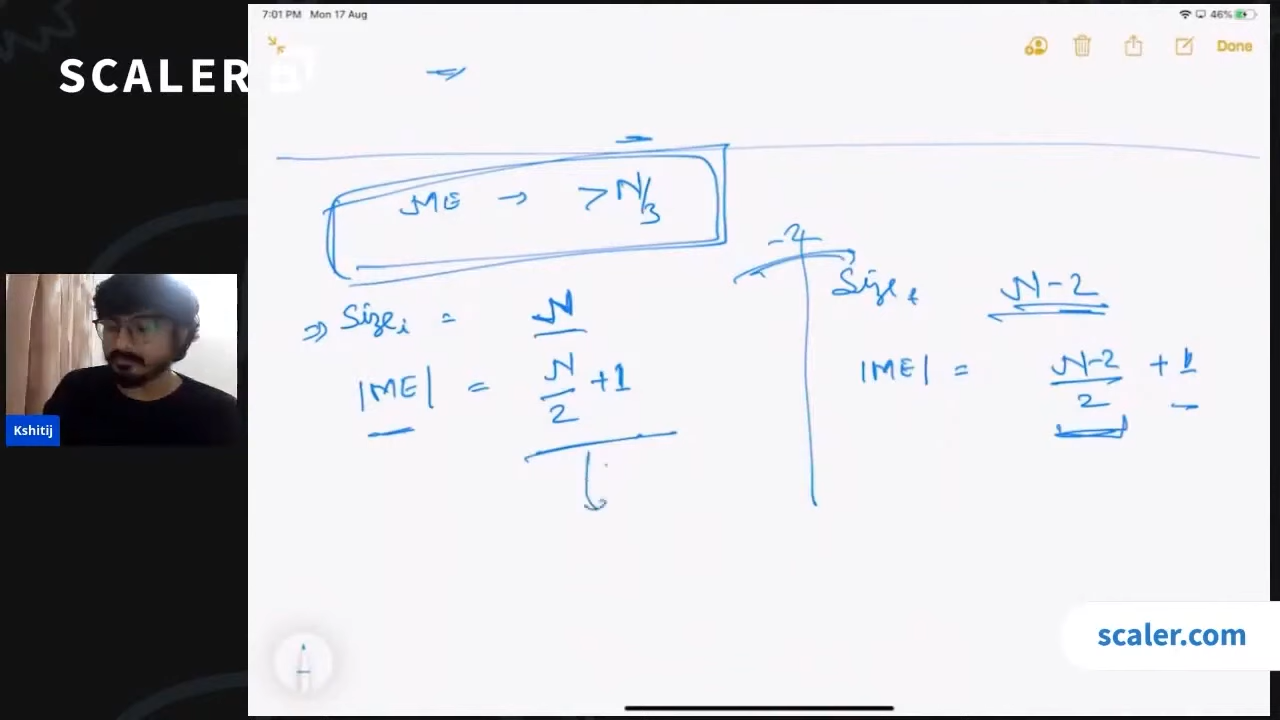 7:01 PM Mon 17 Aug
46%
Done
SCALER
ME → > N/3
-2
⇒ Sizeᵢ = N
|ME| = N/2 + 1
Size N-2
|ME| = N-2/2 + 1
Kshitij
scaler.com